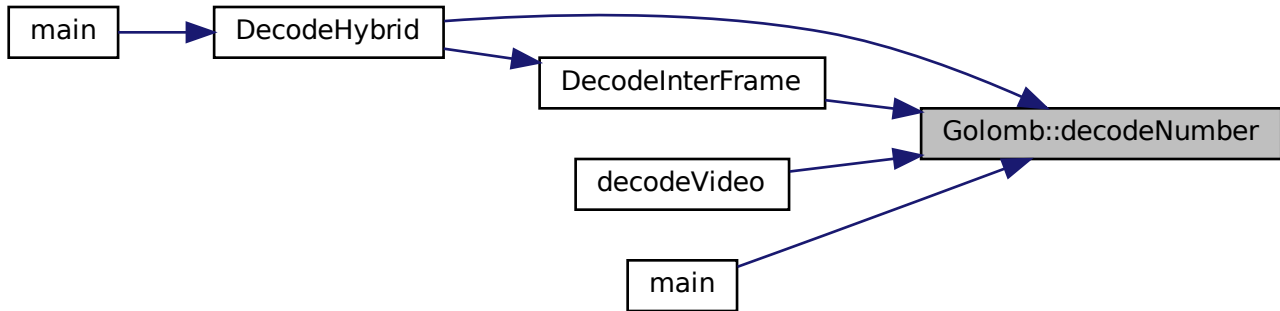 main
DecodeHybrid
DecodeInterFrame
Golomb::decodeNumber
decodeVideo
main